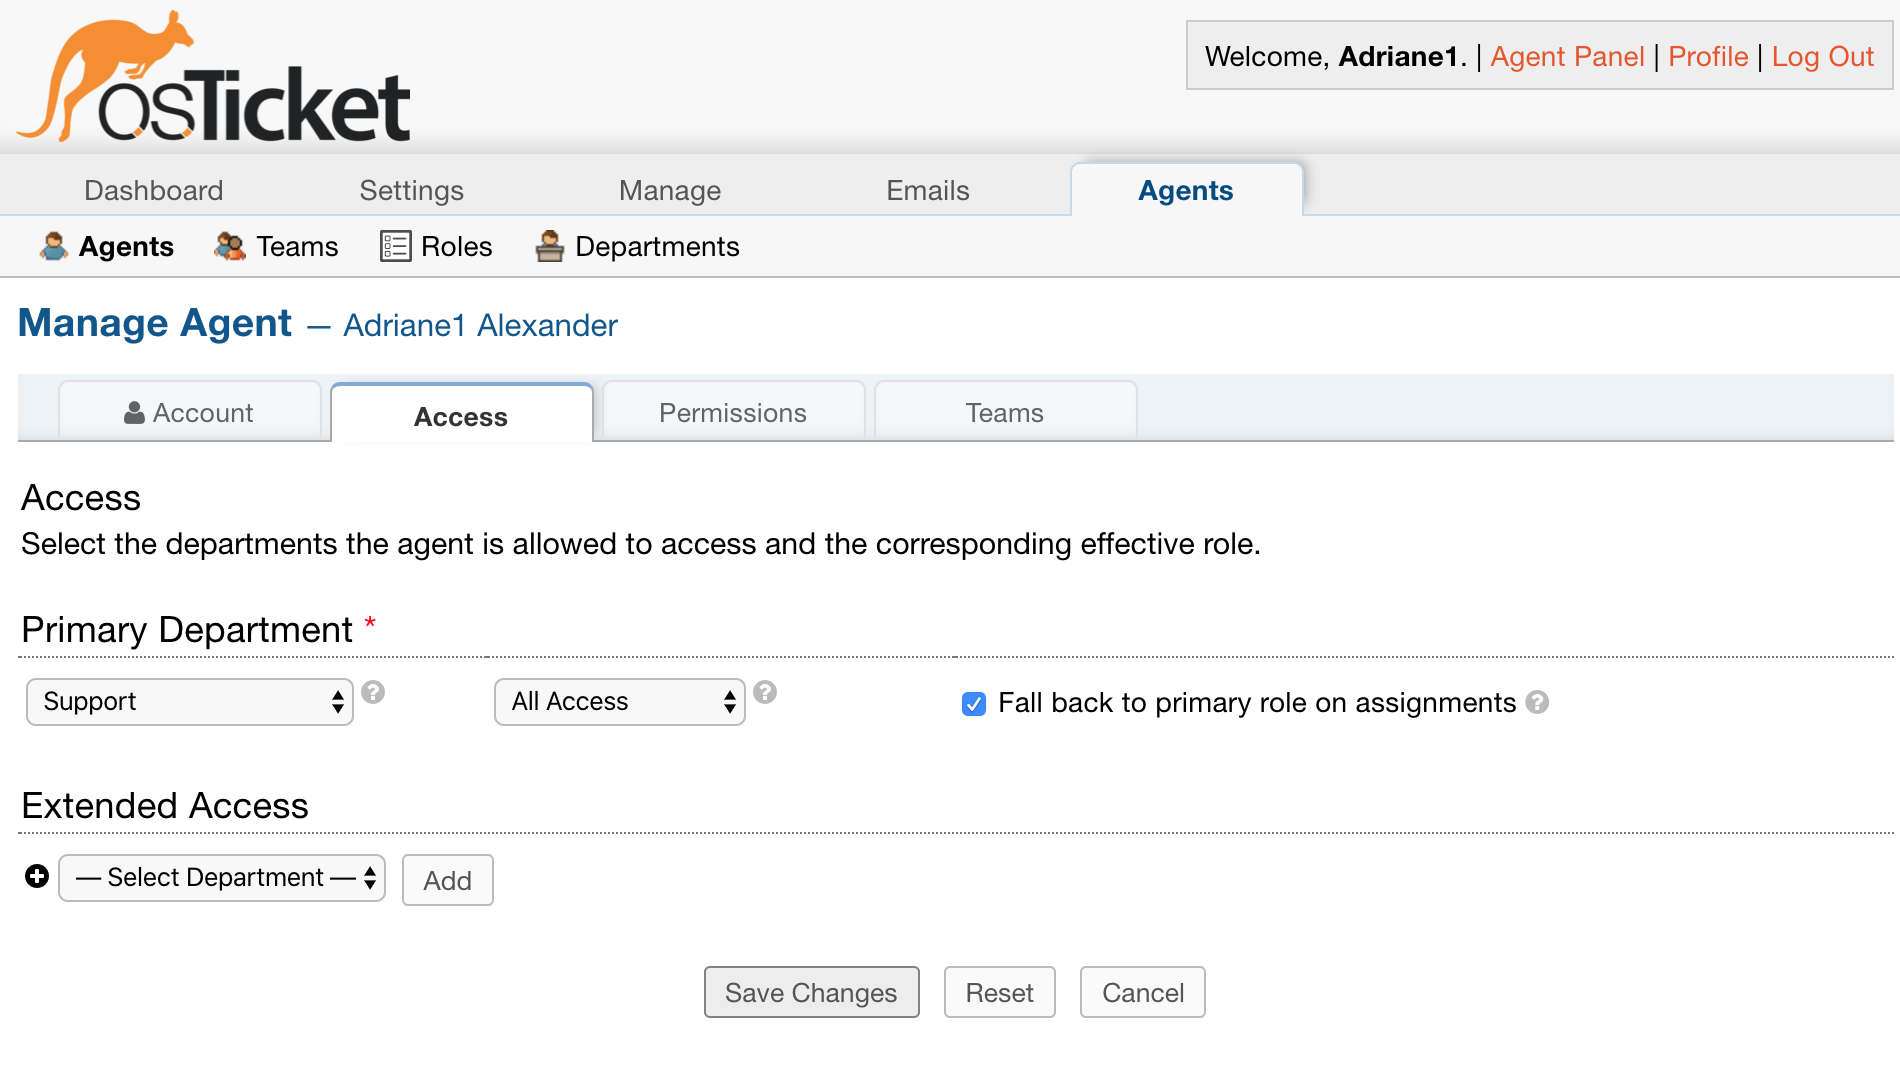 osTicket
Welcome, Adriane1. | Agent Panel | Profile | Log Out
Dashboard Settings Manage Emails Agents
Agents Teams Roles Departments
Manage Agent — Adriane1 Alexander
Account Access Permissions Teams
Access
Select the departments the agent is allowed to access and the corresponding effective role.
Primary Department *
Support ? All Access ? Fall back to primary role on assignments ?
Extended Access
— Select Department — Add
Save Changes Reset Cancel